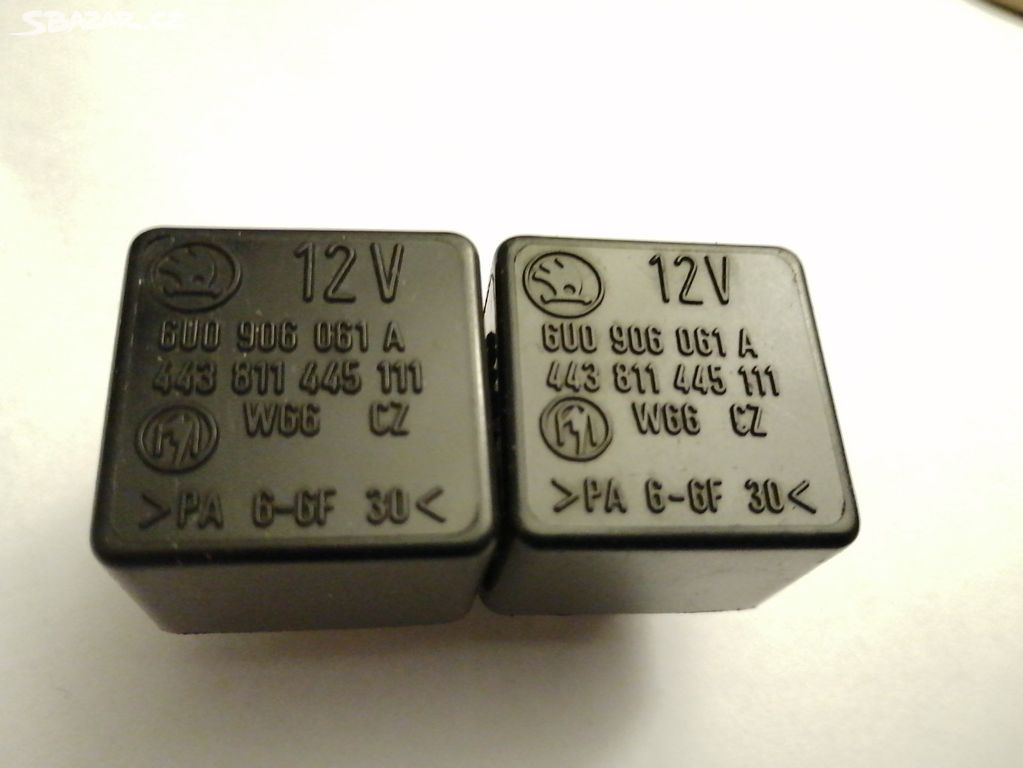 SBAZAR.CZ
12V
6U0 906 061 A
443 811 445 111
W66 CZ
>PA 6-GF 30<
12V
6U0 906 061 A
443 811 445 111
W66 CZ
>PA 6-GF 30<